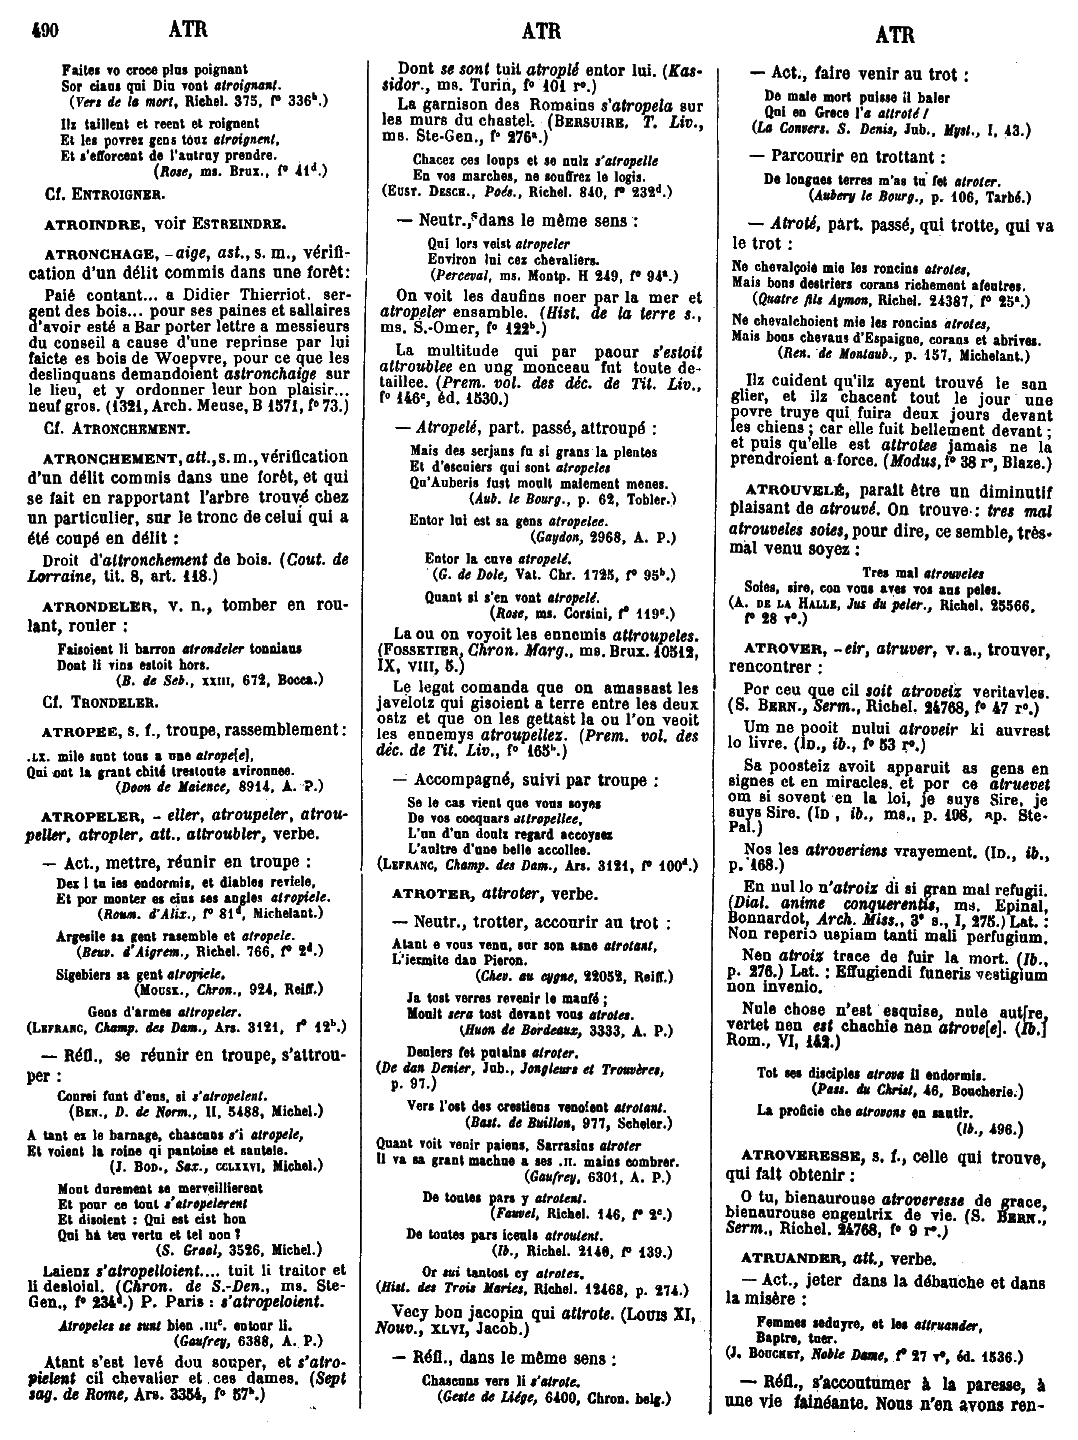 490 ATR ATR ATR
Faites vo croce plus poignant
Sor ciaus qui Diu vont atroignant.
(Vers de la mort, Richel. 375, f° 336ᵇ.)
Ilz taillent et reent et roignent
Et les povrez gens touz atroignent,
Et s'efforcent de l'autruy prendre.
(Rose, ms. Brux., f° 41ᵈ.)
Cf. ENTROIGNER.
ATROINDRE, voir ESTREINDRE.
ATRONCHAGE, -aige, ast., s. m., vérifi-
cation d'un délit commis dans une forêt:
Paié contant... a Didier Thierriot, ser-
gent des bois... pour ses paines et sallaires
d'avoir esté a Bar porter lettre a messieurs
du conseil a cause d'une reprinse par lui
faicte es bois de Woepvre, pour ce que les
deslinquans demandoient astronchaige sur
le lieu, et y ordonner leur bon plaisir...
neuf gros. (1321, Arch. Meuse, B 1571, f° 73.)
Cf. ATRONCHEMENT.
ATRONCHEMENT, att., s. m., vérification
d'un délit commis dans une forêt, et qui
se fait en rapportant l'arbre trouvé chez
un particulier, sur le tronc de celui qui a
été coupé en délit :
Droit d'attronchement de bois. (Cout. de
Lorraine, tit. 8, art. 118.)
ATRONDELER, v. n., tomber en rou-
lant, rouler :
Faisoient li barron atrondeler tonniaus
Dont li vins estoit hors.
(B. de Seb., XXIII, 672, Bocca.)
Cf. TRONDELER.
ATROPEE, s. f., troupe, rassemblement :
.LX. mile sunt tous a une atrope[e],
Qui ont la grant chité trestoute avironnee.
(Doon de Maience, 8914, A. P.)
ATROPELER, - eller, atroupeler, atrou-
peller, atropler, att., attroubler, verbe.
— Act., mettre, réunir en troupe :
Dex ! tu ies endormis, et diables reviele,
Et por monter es cius ses angles atropiele.
(Roum. d'Alix., f° 81ᵈ, Michelant.)
Argesile sa gent rasemble et atropele.
(Beuv. d'Aigrem., Richel. 766, f° 2ᵈ.)
Sigebiers sa gent atropiele.
(MOUSK., Chron., 924, Reiff.)
Gens d'armes attropeler.
(LEFRANC, Champ. des Dam., Ars. 3121, f° 12ᵇ.)
— Réfl., se réunir en troupe, s'attrou-
per :
Conrei funt d'eus, si s'atropelent.
(BEN., D. de Norm., II, 5488, Michel.)
A tant ez le barnage, chascuns s'i atropele,
Et voient la roine qi pantoise et santele.
(J. BOD., Sax., CCLXXVI, Michel.)
Mout durement se merveillierent
Et pour ce tout s'atropelerent
Et disoient : Qui est cist hon
Qui ha teu vertu et tel non ?
(S. Graal, 3526, Michel.)
Laienz s'atropelloient.... tuit li traitor et
li desloial. (Chron. de S.-Den., ms. Ste-
Gen., f° 234ᵈ.) P. Paris : s'atropeloient.
Atropeles se sunt bien .IIIᶜ. entour li.
(Gaufrey, 6388, A. P.)
Atant s'est levé dou souper, et s'atro-
pielent cil chevalier et ces dames. (Sept
sag. de Rome, Ars. 3354, f° 57ᵇ.)
Dont se sont tuit atroplé entor lui. (Kas-
sidor., ms. Turin, f° 101 r°.)
La garnison des Romains s'atropela sur
les murs du chastel. (BERSUIRE, T. Liv.,
ms. Ste-Gen., f° 276ᵃ.)
Chacez ces loups et se nulz s'atropelle
En vos marches, ne souffrez le logis.
(EUST. DESCH., Poés., Richel. 840, f° 232ᵈ.)
— Neutr., dans le même sens :
Qui lors veist atropeler
Environ lui cez chevaliers.
(Perceval, ms. Montp. H 249, f° 94ᵃ.)
On voit les daufins noer par la mer et
atropeler ensamble. (Hist. de la terre s.,
ms. S.-Omer, f° 122ᵇ.)
La multitude qui par paour s'estoit
attroublee en ung monceau fut toute de-
taillee. (Prem. vol. des déc. de Tit. Liv.,
f° 146ᶜ, éd. 1530.)
— Atropelé, part. passé, attroupé :
Mais des serjans fu si grans la plentes
Et d'escuiers qui sont atropeles
Qu'Auberis fust moult malement menes.
(Aub. le Bourg., p. 62, Tobler.)
Entor lui est sa gens atropelee.
(Gaydon, 2968, A. P.)
Entor la cuve atropelé.
(G. de Dole, Vat. Chr. 1725, f° 95ᵇ.)
Quant si s'en vont atropelé.
(Rose, ms. Corsini, f° 119ᶜ.)
La ou on voyoit les ennemis attroupeles.
(FOSSETIER, Chron. Marg., ms. Brux. 10512,
IX, VIII, 5.)
Le legat comanda que on amassast les
javelotz qui gisoient a terre entre les deux
ostz et que on les gettast la ou l'on veoit
les ennemys atroupellez. (Prem. vol. des
déc. de Tit. Liv., f° 165ᵇ.)
— Accompagné, suivi par troupe :
Se le cas vient que vous soyes
De vos cocquars attropellee,
L'un d'un doulz regard accoysez
L'aultre d'une belle accollee.
(LEFRANC, Champ. des Dam., Ars. 3121, f° 100ᵈ.)
ATROTER, attroter, verbe.
— Neutr., trotter, accourir au trot :
Atant e vous venu, sor son asne atrotant,
L'iermite dan Pieron.
(Chev. au cygne, 22052, Reiff.)
Ja tost verres revenir le maufé ;
Moult sera tost devant vous atrotes.
(Huon de Bordeaux, 3333, A. P.)
Deniers fet putains atroter.
(De dan Denier, Jub., Jongleurs et Trouvères,
p. 97.)
Vers l'ost des crestiens venoient atrotant.
(Bast. de Buillon, 977, Scheler.)
Quant voit venir paiens, Sarrasins atroter
Il va sa grant machue a ses .II. mains combrer.
(Gaufrey, 6301, A. P.)
De toutes pars y atrotent.
(Fauvel, Richel. 146, f° 2ᶜ.)
De toutes pars iceuls atroutent.
(Ib., Richel. 2140, f° 139.)
Or sui tantost cy atrotez.
(Hist. des Trois Maries, Richel. 12468, p. 274.)
Vecy bon jacopin qui attrote. (LOUIS XI,
Nouv., XLVI, Jacob.)
— Réfl., dans le même sens :
Chascuns vers li s'atrote.
(Geste de Liége, 6400, Chron. belg.)
— Act., faire venir au trot :
De male mort puisse il baler
Qui en Grece l'a attroté !
(La Convers. S. Denis, Jub., Myst., I, 43.)
— Parcourir en trottant :
De longues terres m'as tu fet atroter.
(Aubery le Bourg., p. 106, Tarbé.)
— Atroté, part. passé, qui trotte, qui va
le trot :
Ne chevalçoié mie les roncins atrotes,
Mais bons destriers corans richement afeutres.
(Quatre fils Aymon, Richel. 24387, f° 25ᵃ.)
Ne chevalchoient mie les roncins atrotes,
Mais bons chevaus d'Espaigne, corans et abrives.
(Ren. de Montaub., p. 157, Michelant.)
Ilz cuident qu'ilz ayent trouvé le san
glier, et ilz chacent tout le jour une
povre truye qui fuira deux jours devant
les chiens ; car elle fuit bellement devant ;
et puis qu'elle est attrotee jamais ne la
prendroient a force. (Modus, f° 38 r°, Blaze.)
ATROUVELÉ, paraît être un diminutif
plaisant de atrouvé. On trouve : tres mal
atrouveles soies, pour dire, ce semble, très-
mal venu soyez :
Tres mal atrouveles
Soies, sire, con vous aves vos aus peles.
(A. DE LA HALLE, Jus du peler., Richel. 25566,
f° 28 v°.)
ATROVER, -eir, atruver, v. a., trouver,
rencontrer :
Por ceu que cil soit atroveiz veritavles.
(S. BERN., Serm., Richel. 24768, f° 47 r°.)
Um ne pooit nului atroveir ki auvrest
lo livre. (ID., ib., f° 53 r°.)
Sa poosteiz avoit apparuit as gens en
signes et en miracles, et por ce atruevet
om si sovent en la loi, je suys Sire, je
suys Sire. (ID, ib., ms., p. 108, ap. Ste-
Pal.)
Nos les atroveriens vrayement. (ID., ib.,
p. 168.)
En nul lo n'atroix di si gran mal refugii.
(Dial. anime conquerentis, ms. Epinal,
Bonnardot, Arch. Miss., 3ᵉ s., I, 275.) Lat. :
Non reperio uspiam tanti mali perfugium.
Nen atroix trace de fuir la mort. (Ib.,
p. 276.) Lat. : Effugiendi funeris vestigium
non invenio.
Nule chose n'est esquise, nule aut[re,
vertet nen est chachie nen atrove[e]. (Ib.]
Rom., VI, 142.)
Tot ses disciples atrova il endormis.
(Pass. du Christ, 46, Boucherie.)
La proficie che atrovons en sautir.
(Ib., 496.)
ATROVERESSE, s. f., celle qui trouve,
qui fait obtenir :
O tu, bienaurouse atroveresse de grace,
bienaurouse engentrix de vie. (S. BERN.,
Serm., Richel. 24768, f° 9 r°.)
ATRUANDER, att., verbe.
— Act., jeter dans la débauche et dans
la misère :
Femmes seduyre, et les attruander,
Baptre, tuer.
(J. BOUCHET, Noble Dame, f° 27 v°, éd. 1536.)
— Réfl., s'accoutumer à la paresse, à
une vie fainéante. Nous n'en avons ren-